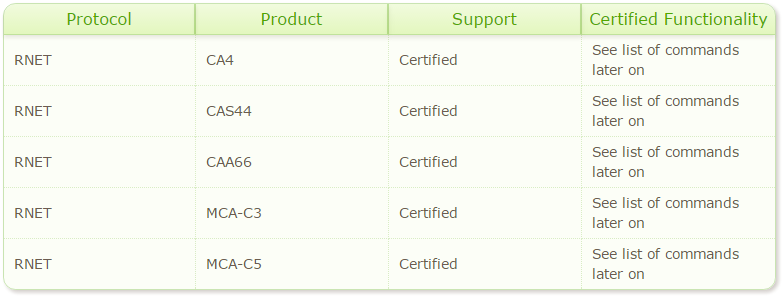 Protocol Product Support Certified Functionality
RNET CA4 Certified See list of commands
later on
RNET CAS44 Certified See list of commands
later on
RNET CAA66 Certified See list of commands
later on
RNET MCA-C3 Certified See list of commands
later on
RNET MCA-C5 Certified See list of commands
later on